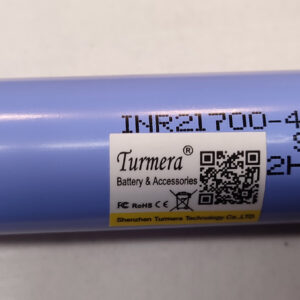 INR21700-4
S
2H
Turmera®
Battery & Accessories
FC RoHS CE
Shenzhen Turmera Technology Co.,LTD